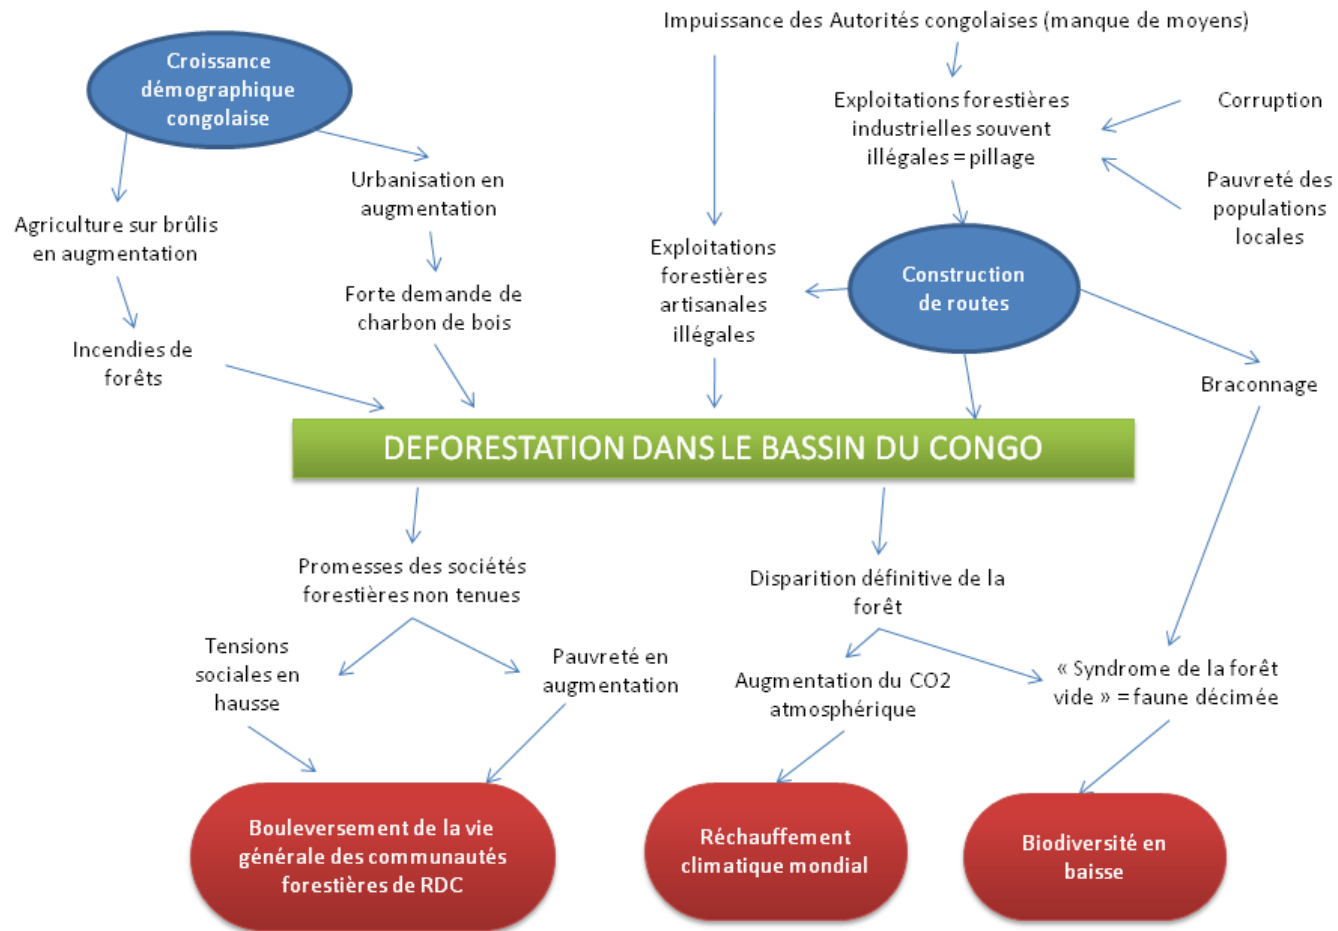 Impuissance des Autorités congolaises (manque de moyens)
Croissance
démographique
congolaise
Exploitations forestières
industrielles souvent
illégales = pillage
Corruption
Urbanisation en
augmentation
Pauvreté des
populations
locales
Agriculture sur brûlis
en augmentation
Exploitations
forestières
artisanales
illégales
Construction
de routes
Forte demande de
charbon de bois
Incendies de
forêts
Braconnage
DEFORESTATION DANS LE BASSIN DU CONGO
Promesses des sociétés
forestières non tenues
Disparition définitive de la
forêt
Tensions
sociales en
hausse
Pauvreté en
augmentation
Augmentation du CO2
atmosphérique
« Syndrome de la forêt
vide » = faune décimée
Bouleversement de la vie
générale des communautés
forestières de RDC
Réchauffement
climatique mondial
Biodiversité en
baisse